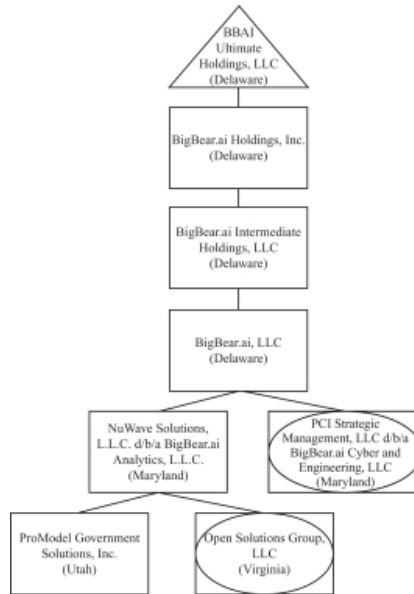 BBAI
Ultimate
Holdings, LLC
(Delaware)
BigBear.ai Holdings, Inc.
(Delaware)
BigBear.ai Intermediate
Holdings, LLC
(Delaware)
BigBear.ai, LLC
(Delaware)
NuWave Solutions,
L.L.C. d/b/a BigBear.ai
Analytics, L.L.C.
(Maryland)
PCI Strategic
Management, LLC d/b/a
BigBear.ai Cyber and
Engineering, LLC
(Maryland)
ProModel Government
Solutions, Inc.
(Utah)
Open Solutions Group,
LLC
(Virginia)